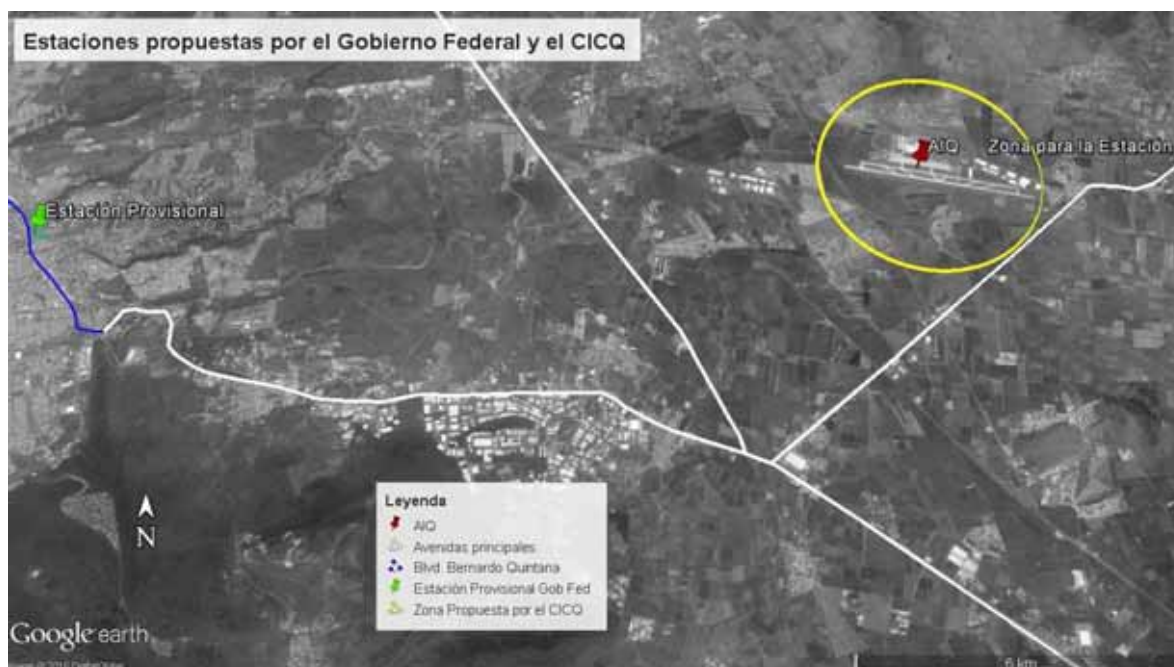 Estaciones propuestas por el Gobierno Federal y el CICQ
AIQ
Zona para la Estación
Estación Provisional
Leyenda
AIQ
Avenidas principales
Blvd. Bernardo Quintana
Estación Provisional Gob Fed
Zona Propuesta por el CICQ
N
Google earth
6 km